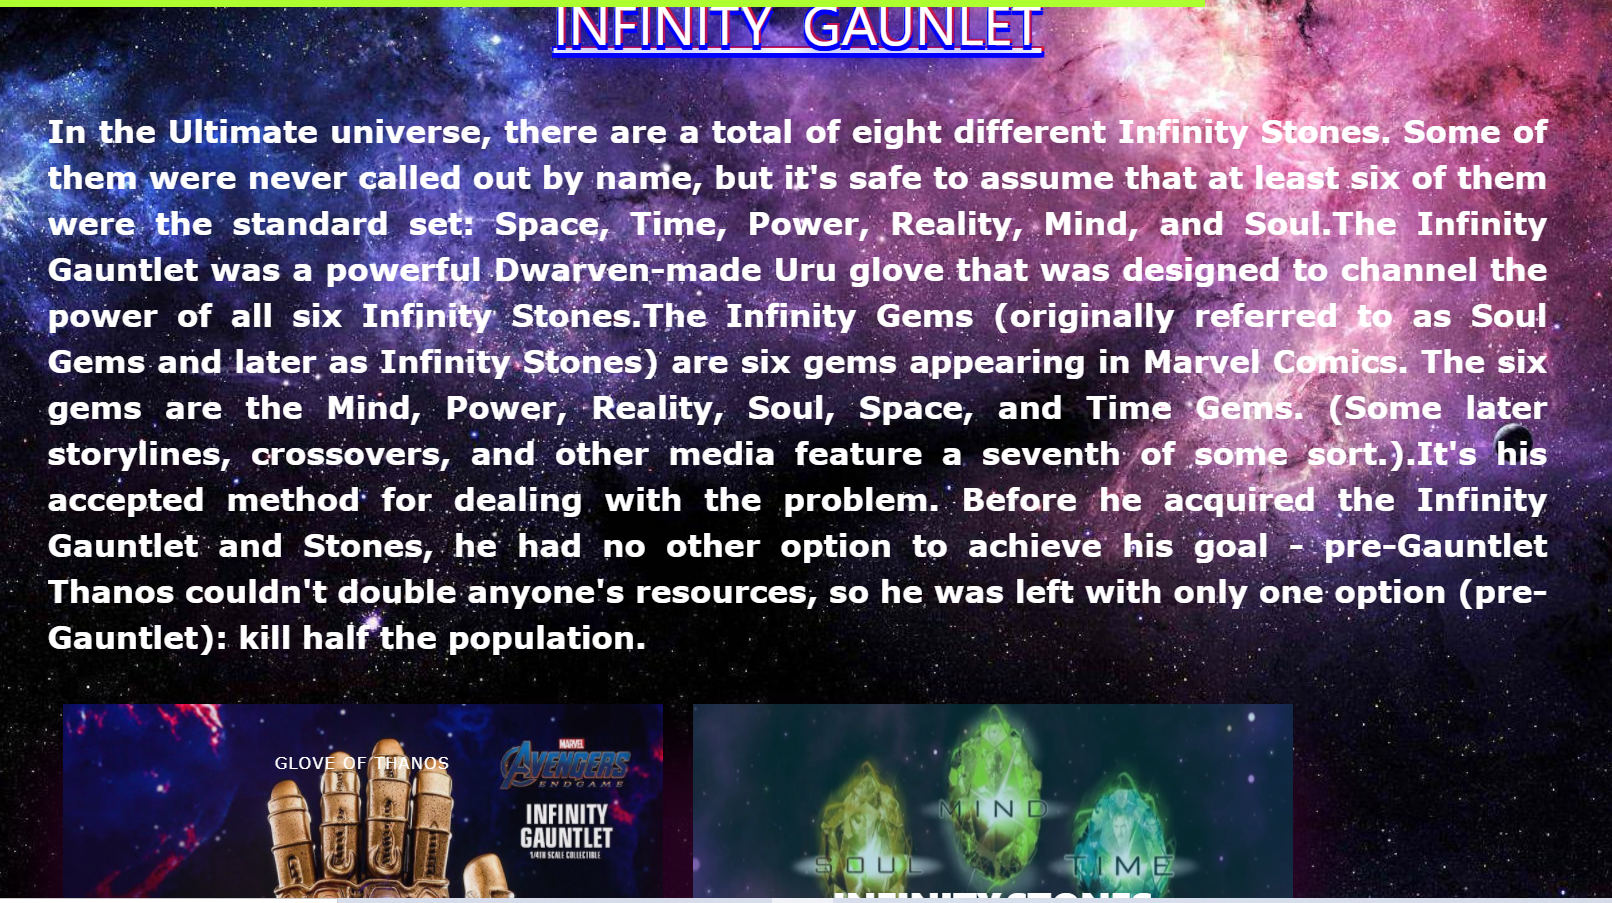 INFINITY GAUNLET
In the Ultimate universe, there are a total of eight different Infinity Stones. Some of
them were never called out by name, but it's safe to assume that at least six of them
were the standard set: Space, Time, Power, Reality, Mind, and Soul.The Infinity
Gauntlet was a powerful Dwarven-made Uru glove that was designed to channel the
power of all six Infinity Stones.The Infinity Gems (originally referred to as Soul
Gems and later as Infinity Stones) are six gems appearing in Marvel Comics. The six
gems are the Mind, Power, Reality, Soul, Space, and Time Gems. (Some later
storylines, crossovers, and other media feature a seventh of some sort.).It's his
accepted method for dealing with the problem. Before he acquired the Infinity
Gauntlet and Stones, he had no other option to achieve his goal - pre-Gauntlet
Thanos couldn't double anyone's resources, so he was left with only one option (pre-
Gauntlet): kill half the population.
GLOVE OF THANOS
MARVEL
AVENGERS
ENDGAME
INFINITY
GAUNTLET
1/4TH SCALE COLLECTIBLE
MIND
SOUL
TIME
INFINITY STONES